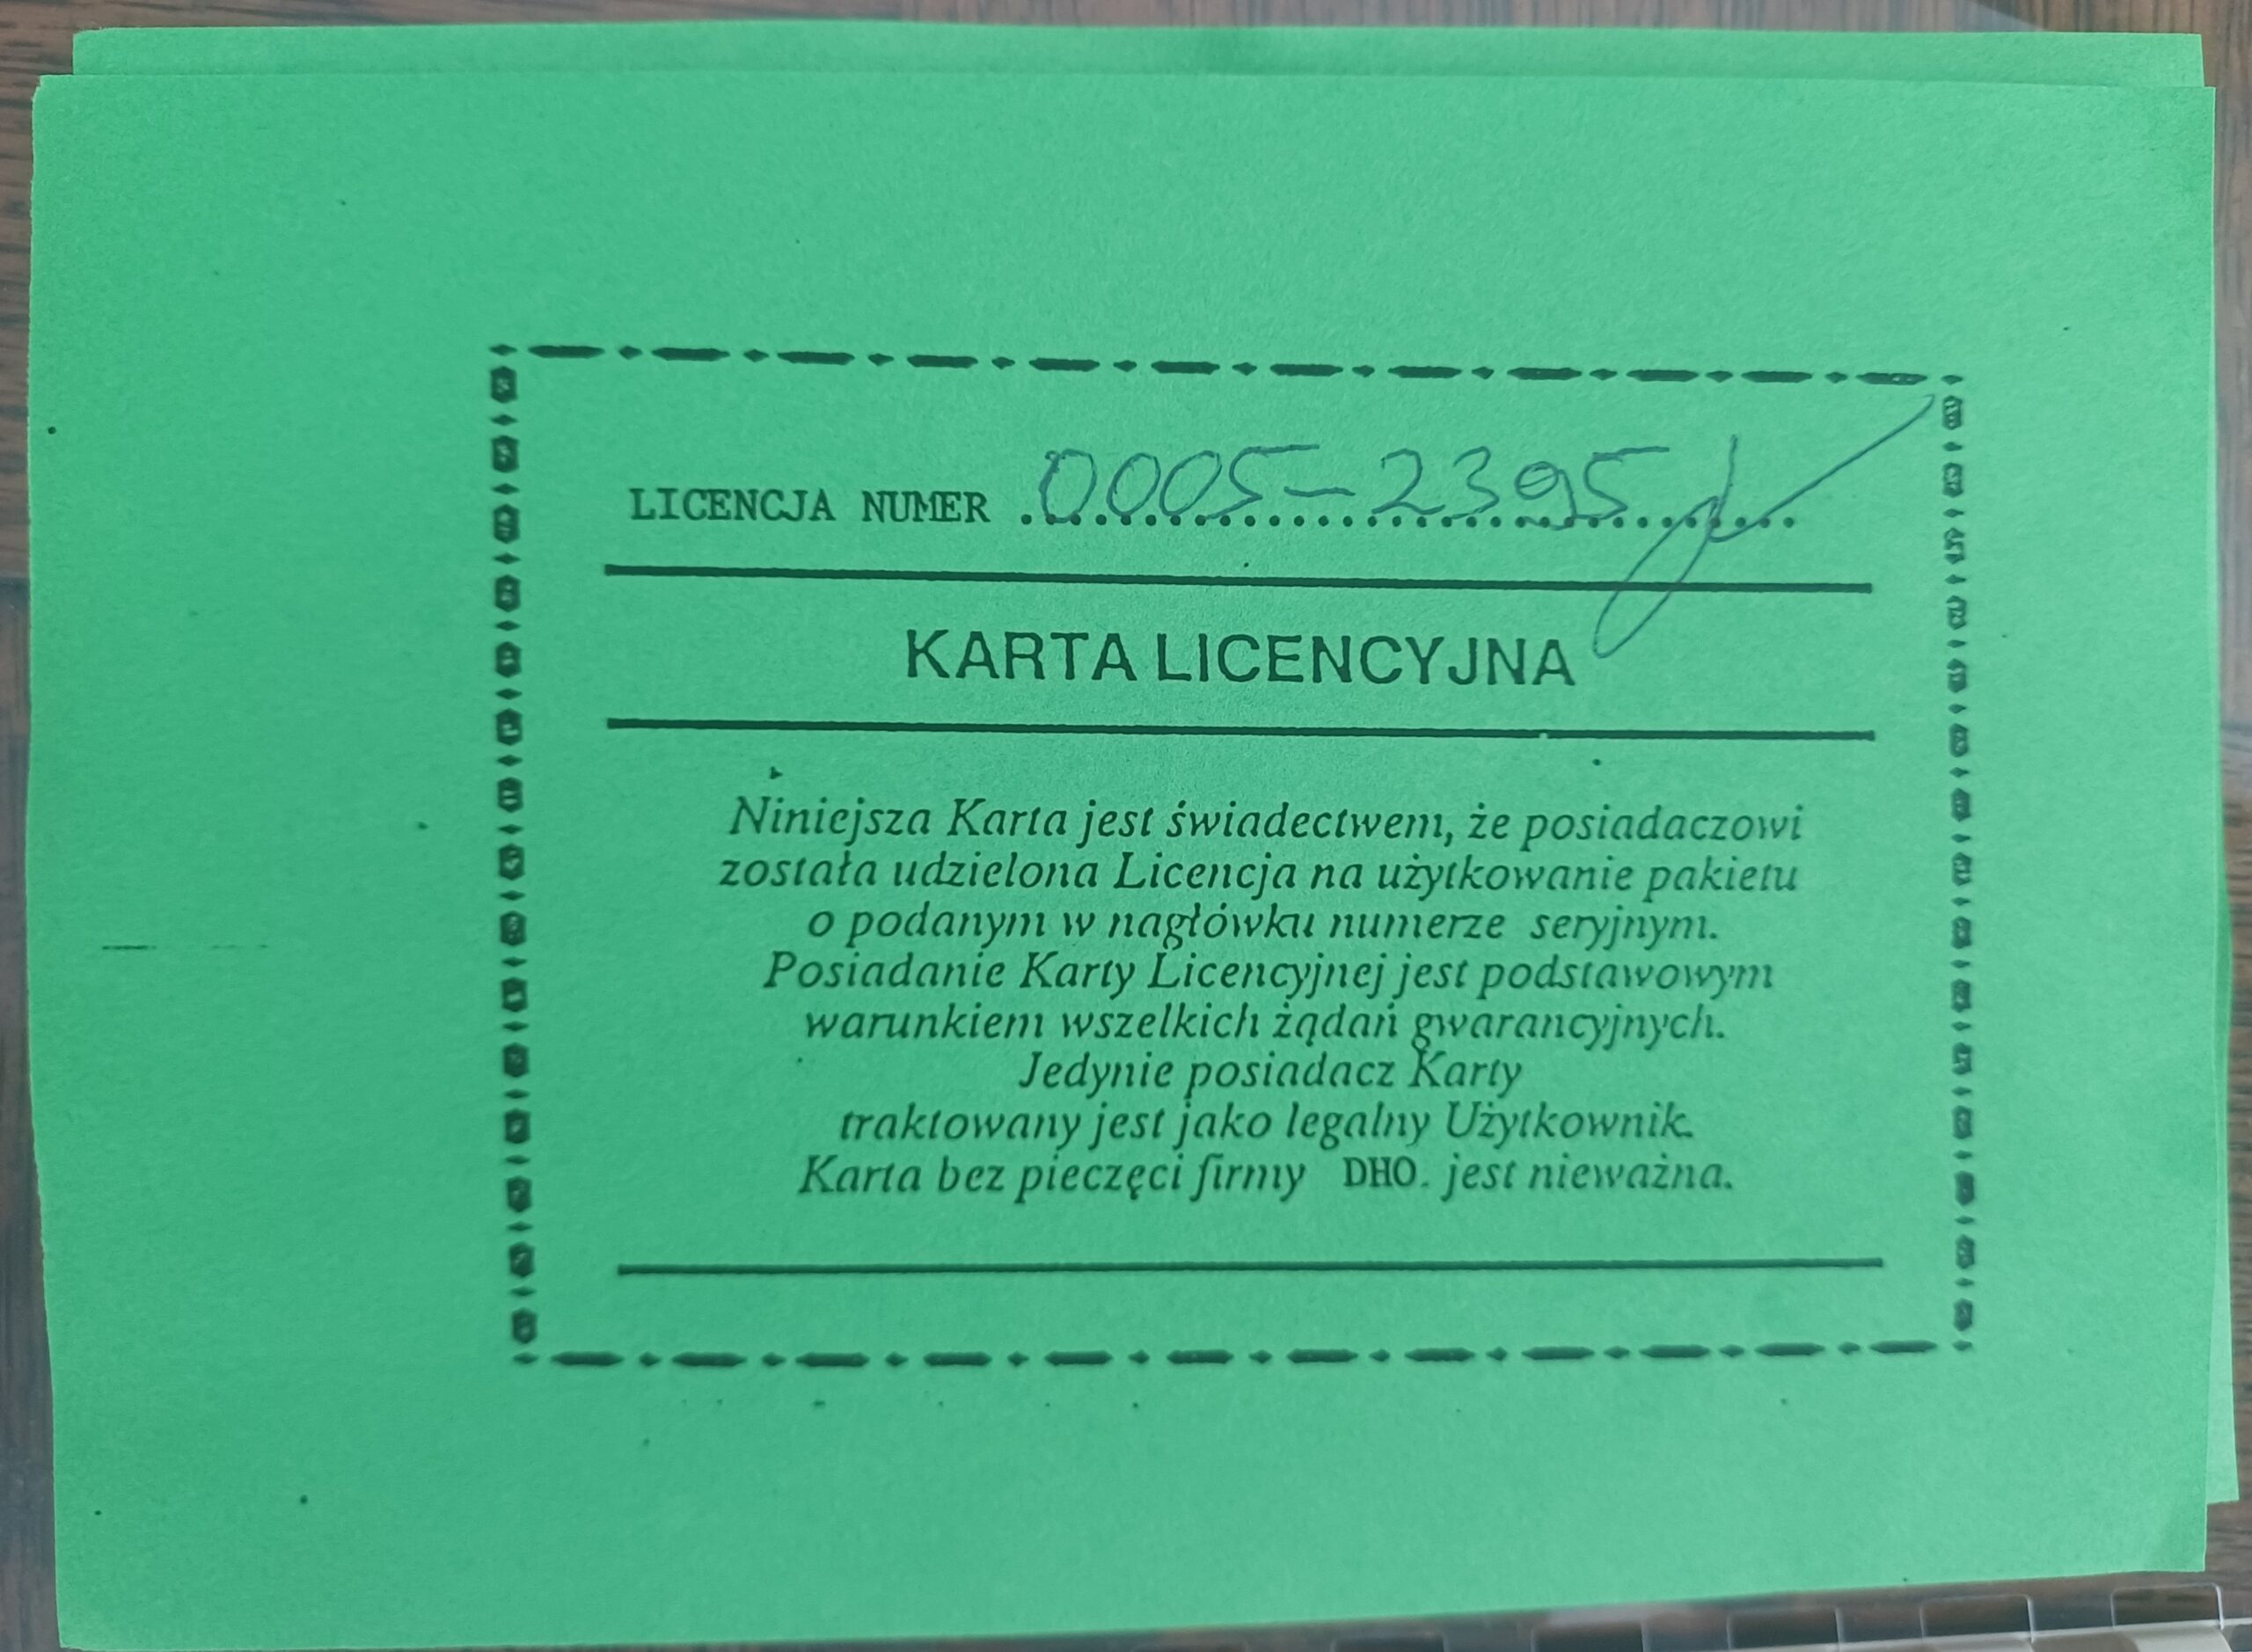 LICENCJA NUMER 0005-2395
KARTA LICENCYJNA
Niniejsza Karta jest świadectwem, że posiadaczowi
została udzielona Licencja na użytkowanie pakietu
o podanym w nagłówku numerze seryjnym.
Posiadanie Karty Licencyjnej jest podstawowym
warunkiem wszelkich żądań gwarancyjnych.
Jedynie posiadacz Karty
traktowany jest jako legalny Użytkownik.
Karta bez pieczęci firmy DHO. jest nieważna.